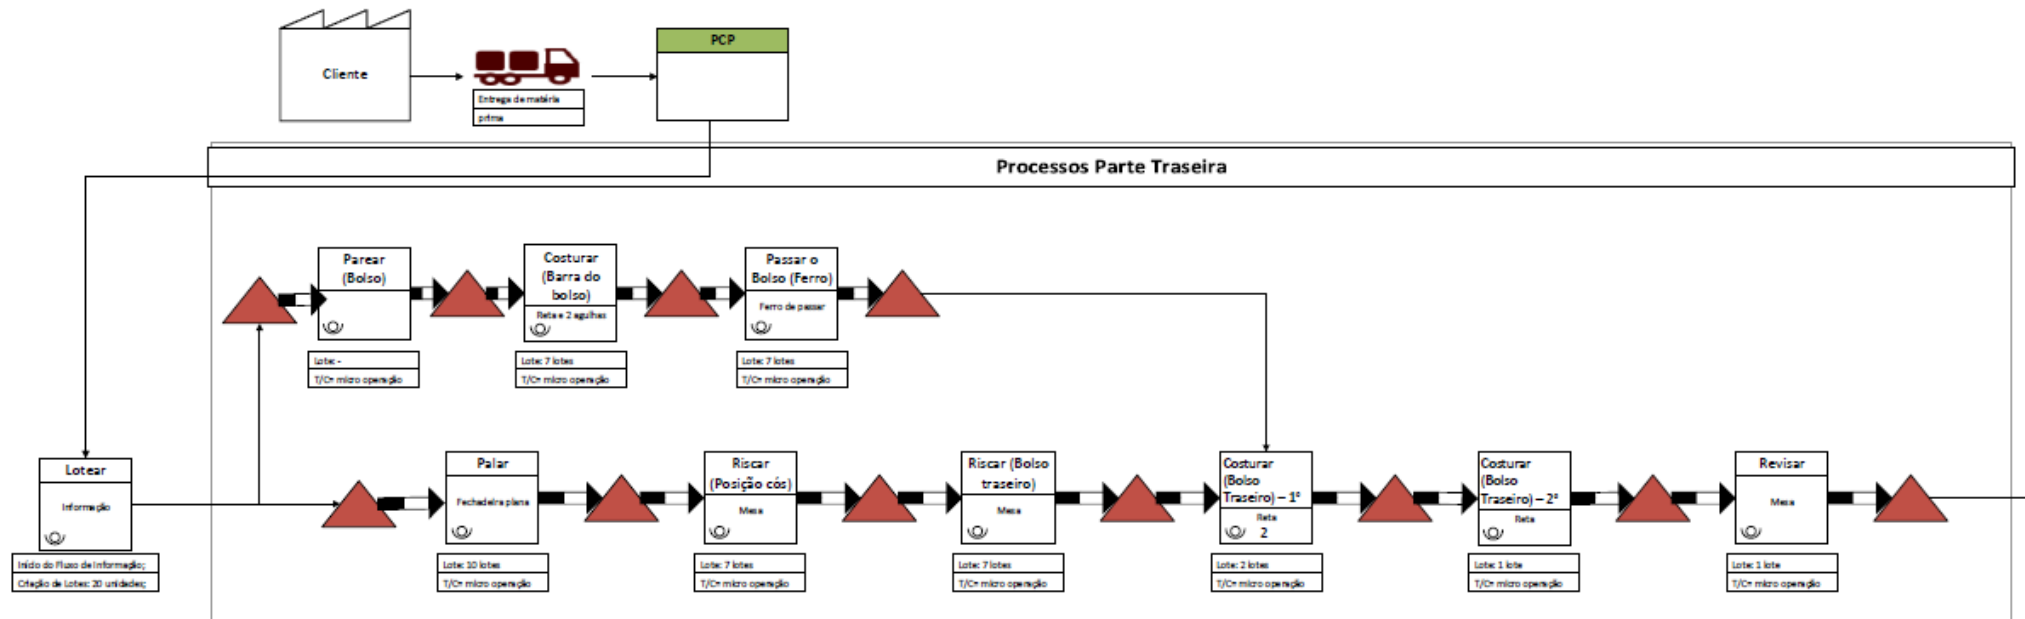 Cliente
Entrega de matéria
prima
PCP
Processos Parte Traseira
Parear
(Bolso)
Lote: -
T/C= micro operação
Costurar
(Barra do
bolso)
Reta e 2 agulhas
Lote: 7 lotes
T/C= micro operação
Passar o
Bolso (Ferro)
Ferro de passar
Lote: 7 lotes
T/C= micro operação
Lotear
Informação
Início do Fluxo de Informação;
Criação de Lotes: 20 unidades;
Palar
Fechadeira plana
Lote: 10 lotes
T/C= micro operação
Riscar
(Posição cós)
Mesa
Lote: 7 lotes
T/C= micro operação
Riscar (Bolso
traseiro)
Mesa
Lote: 7 lotes
T/C= micro operação
Costurar
(Bolso
Traseiro) – 1º
Reta
2
Lote: 2 lotes
T/C= micro operação
Costurar
(Bolso
Traseiro) – 2º
Reta
Lote: 1 lote
T/C= micro operação
Revisar
Mesa
Lote: 1 lote
T/C= micro operação